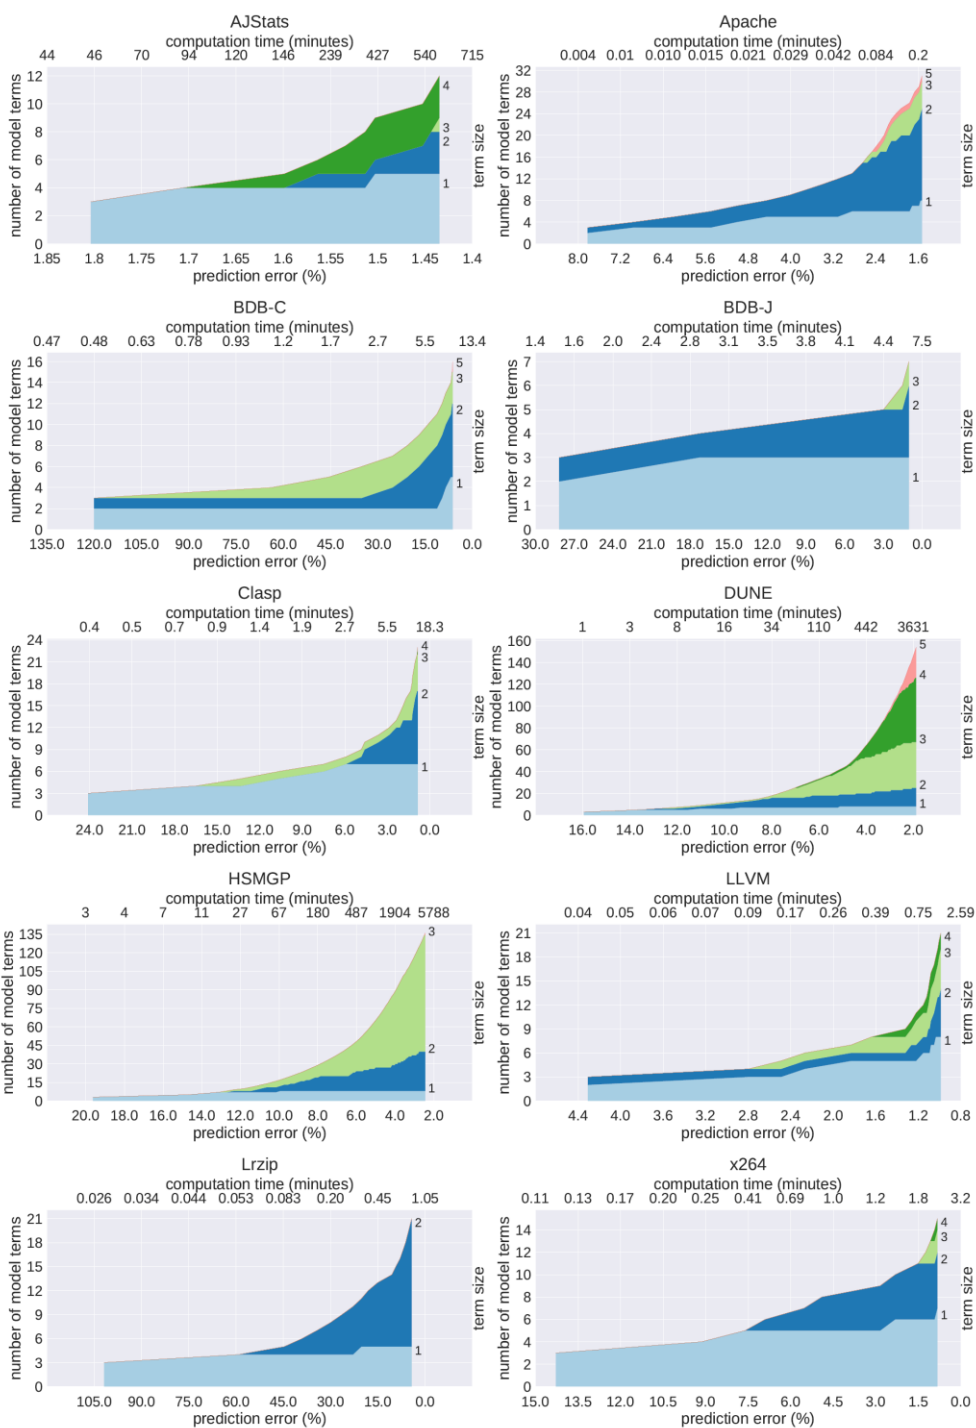 AJStats
computation time (minutes)
44 46 70 94 120 146 239 427 540 715
12
10
8
6
4
2
0
number of model terms
4
3
2
1
term size
1.85 1.8 1.75 1.7 1.65 1.6 1.55 1.5 1.45 1.4
prediction error (%)
Apache
computation time (minutes)
0.004 0.01 0.010 0.015 0.021 0.029 0.042 0.084 0.2
32
28
24
20
16
12
8
4
0
number of model terms
5
3
2
1
term size
8.0 7.2 6.4 5.6 4.8 4.0 3.2 2.4 1.6
prediction error (%)
BDB-C
computation time (minutes)
0.47 0.48 0.63 0.78 0.93 1.2 1.7 2.7 5.5 13.4
16
14
12
10
8
6
4
2
0
number of model terms
5
3
2
1
term size
135.0 120.0 105.0 90.0 75.0 60.0 45.0 30.0 15.0 0.0
prediction error (%)
BDB-J
computation time (minutes)
1.4 1.6 2.0 2.4 2.8 3.1 3.5 3.8 4.1 4.4 7.5
7
6
5
4
3
2
1
0
number of model terms
3
2
1
term size
30.0 27.0 24.0 21.0 18.0 15.0 12.0 9.0 6.0 3.0 0.0
prediction error (%)
Clasp
computation time (minutes)
0.4 0.5 0.7 0.9 1.4 1.9 2.7 5.5 18.3
24
21
18
15
12
9
6
3
0
number of model terms
4
3
2
1
term size
24.0 21.0 18.0 15.0 12.0 9.0 6.0 3.0 0.0
prediction error (%)
DUNE
computation time (minutes)
1 3 8 16 34 110 442 3631
160
140
120
100
80
60
40
20
0
number of model terms
5
4
3
2
1
term size
16.0 14.0 12.0 10.0 8.0 6.0 4.0 2.0
prediction error (%)
HSMGP
computation time (minutes)
3 4 7 11 27 67 180 487 1904 5788
135
120
105
90
75
60
45
30
15
0
number of model terms
3
2
1
term size
20.0 18.0 16.0 14.0 12.0 10.0 8.0 6.0 4.0 2.0
prediction error (%)
LLVM
computation time (minutes)
0.04 0.05 0.06 0.07 0.09 0.17 0.26 0.39 0.75 2.59
21
18
15
12
9
6
3
0
number of model terms
4
3
2
1
term size
4.4 4.0 3.6 3.2 2.8 2.4 2.0 1.6 1.2 0.8
prediction error (%)
Lrzip
computation time (minutes)
0.026 0.034 0.044 0.053 0.083 0.20 0.45 1.05
21
18
15
12
9
6
3
0
number of model terms
2
1
term size
105.0 90.0 75.0 60.0 45.0 30.0 15.0 0.0
prediction error (%)
x264
computation time (minutes)
0.11 0.13 0.17 0.20 0.25 0.41 0.69 1.0 1.2 1.8 3.2
14
12
10
8
6
4
2
0
number of model terms
4
3
2
1
term size
15.0 13.5 12.0 10.5 9.0 7.5 6.0 4.5 3.0 1.5 0.0
prediction error (%)